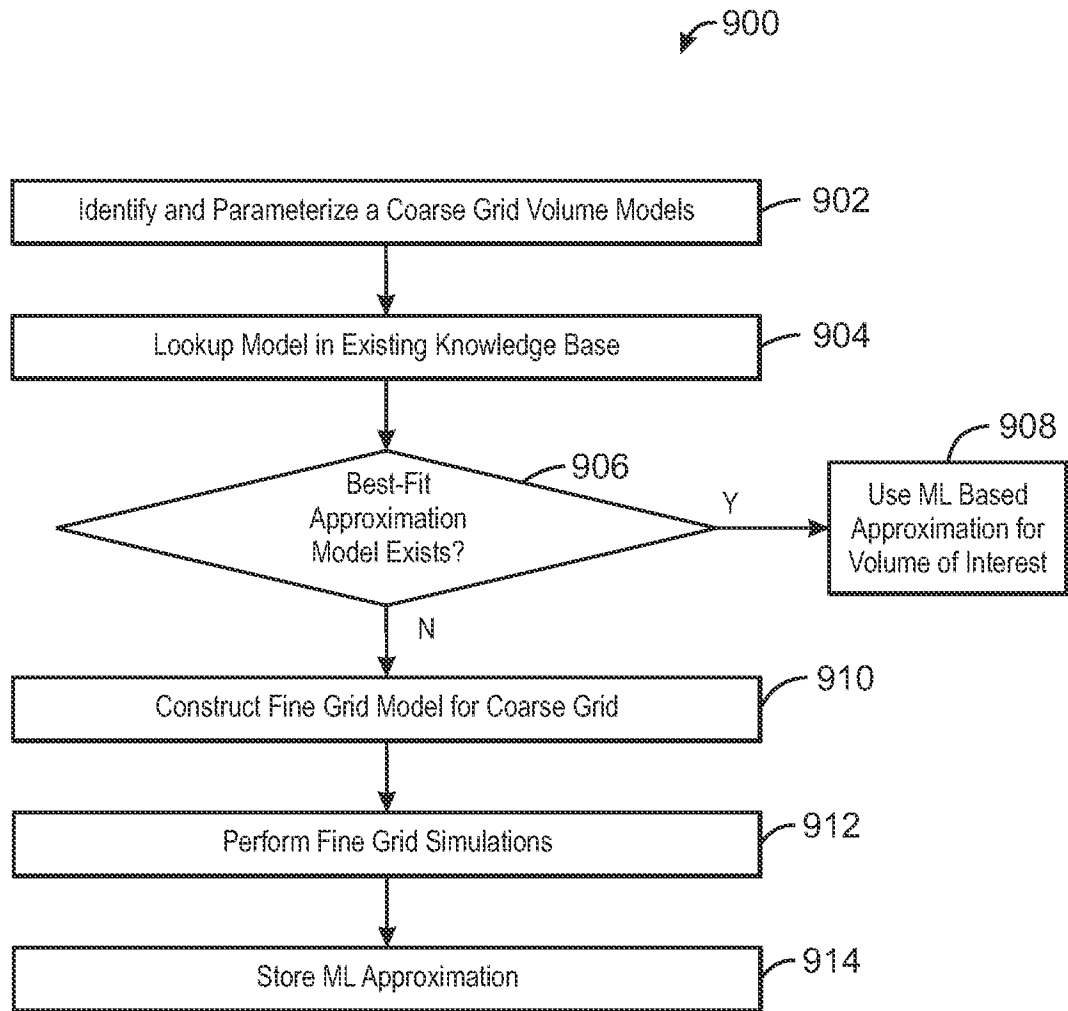 900
Identify and Parameterize a Coarse Grid Volume Models
902
Lookup Model in Existing Knowledge Base
904
906
908
Best-Fit
Approximation
Model Exists?
Y
Use ML Based
Approximation for
Volume of Interest
N
Construct Fine Grid Model for Coarse Grid
910
Perform Fine Grid Simulations
912
Store ML Approximation
914